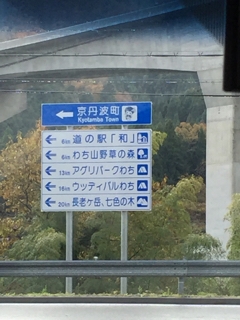 京丹波町
Kyotamba Town
6㎞ 道の駅「和」
6㎞ わち山野草の森
13㎞ アグリパークわち
16㎞ ウッディパルわち
20㎞ 長老ケ岳、七色の木